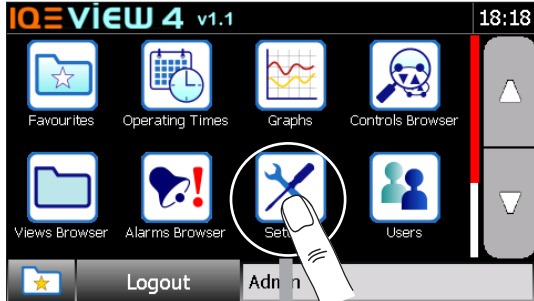 IQEVIEW 4 v1.1 18:18
Favourites Operating Times Graphs Controls Browser
Views Browser Alarms Browser Users
Logout